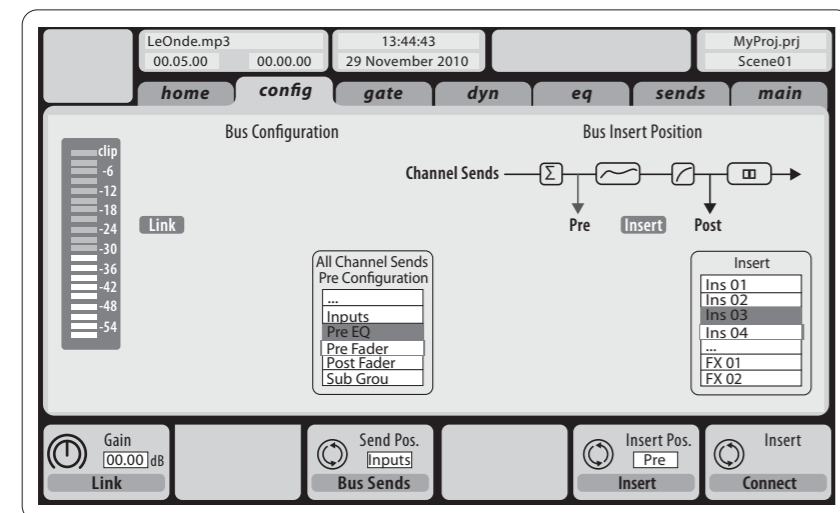 LeOnde.mp3
00.05.00 00.00.00
13:44:43
29 November 2010
MyProj.prj
Scene01
home config gate dyn eq sends main
Bus Configuration
Bus Insert Position
clip
-6
-12
-18
-24
-30
-36
-42
-48
-54
Link
Channel Sends
Σ
Pre Insert Post
All Channel Sends
Pre Configuration
...
Inputs
Pre EQ
Pre Fader
Post Fader
Sub Grou
Insert
Ins 01
Ins 02
Ins 03
Ins 04
...
FX 01
FX 02
Gain
00.00 dB
Link
Send Pos.
Inputs
Bus Sends
Insert Pos.
Pre
Insert
Insert
Connect